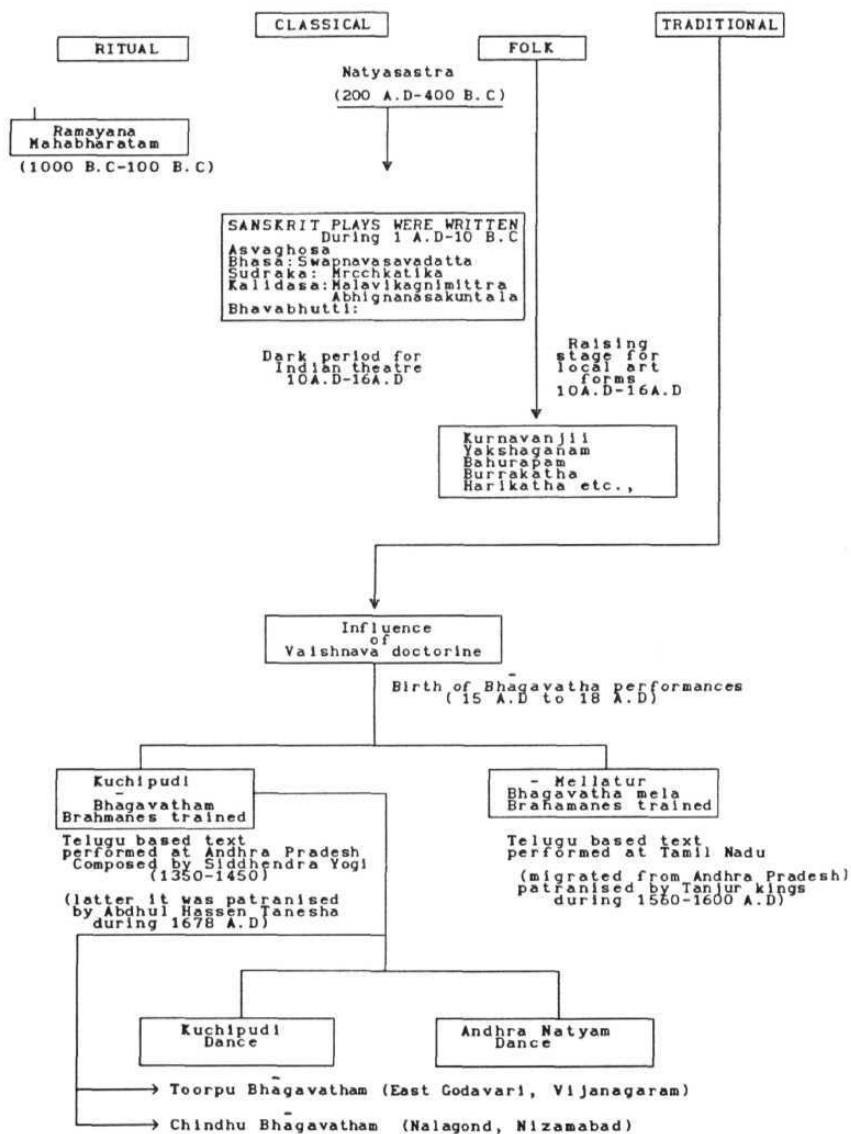 CLASSICAL
TRADITIONAL
RITUAL
FOLK
Natyasastra
(200 A.D-400 B.C)
Ramayana
Mahabharatam
(1000 B.C-100 B.C)
SANSKRIT PLAYS WERE WRITTEN
During 1 A.D-10 B.C
Asvaghosa
Bhasa:Swapnavasavadatta
Sudraka: Mrcchkatika
Kalidasa:Malavikagnimittra
Abhignanasakuntala
Bhavabhutti:
Dark period for
Indian theatre
10A.D-16A.D
Raising
stage for
local art
forms
10A.D-16A.D
Kurnavanjii
Yakshaganam
Bahurapam
Burrakatha
Harikatha etc.,
Influence
of
Vaishnava doctorine
Birth of Bhāgavatha performances
( 15 A.D to 18 A.D)
Kuchipudi
-
Bhagavatham
Brahmanes trained
- Mellatur
Bhagavatha mela
Brahamanes trained
Telugu based text
performed at Andhra Pradesh
Composed by Siddhendra Yogi
(1350-1450)
(latter it was patranised
by Abdhul Hassen Tanesha
during 1678 A.D)
Telugu based text
performed at Tamil Nadu
(migrated from Andhra Pradesh)
patranised by Tanjur kings
during 1560-1600 A.D)
Kuchipudi
Dance
Andhra Natyam
Dance
Toorpu Bhāgavatham (East Godavari, Vijanagaram)
Chindhu Bhāgavatham (Nalagond, Nizamabad)